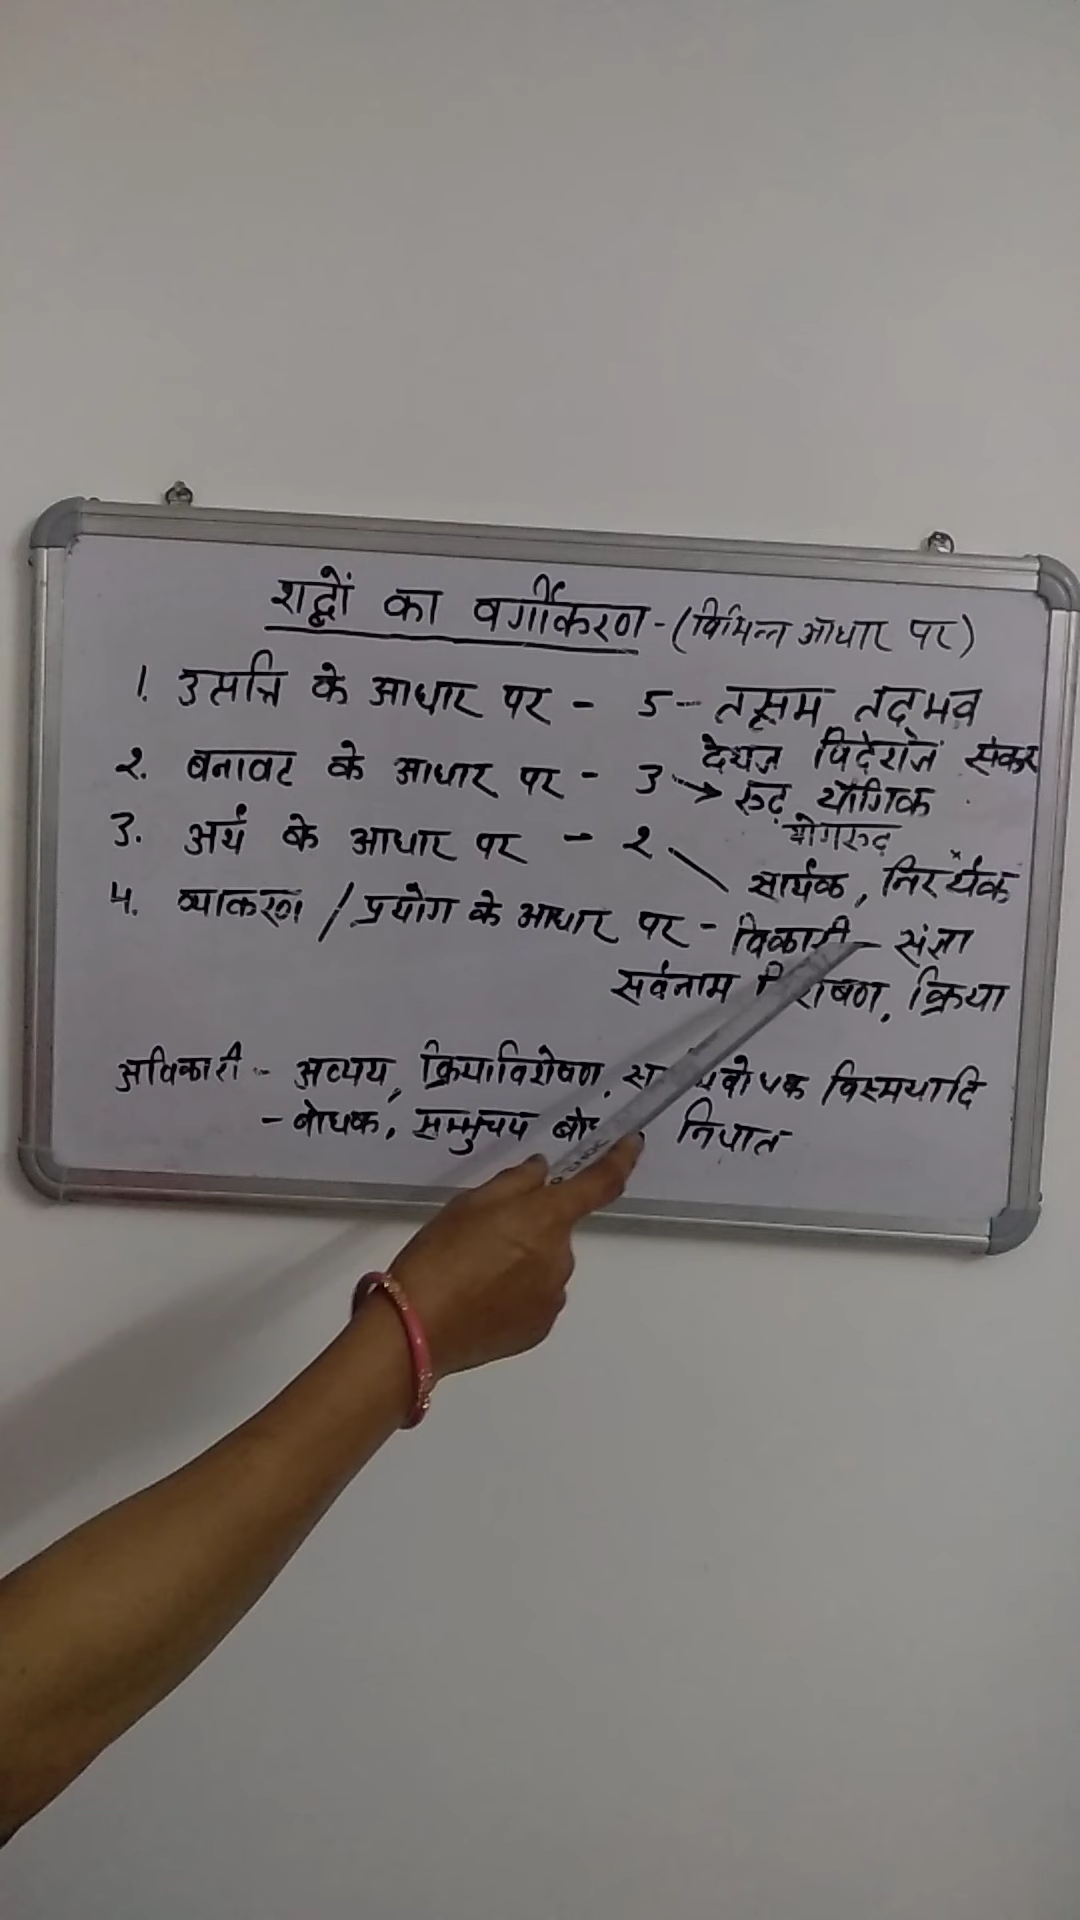 शब्दों का वर्गीकरण - (विभिन्न आधार पर)
1. उत्पत्ति के आधार पर - 5 - तत्सम, तद्भव
देशज विदेशज संकर
2. बनावट के आधार पर - 3 → रूढ़ यौगिक
योगरूढ़
3. अर्थ के आधार पर - 2 \ सार्थक, निरर्थक
4. व्याकरण / प्रयोग के आधार पर - विकारी - संज्ञा
सर्वनाम, क्रिया
अविकारी - अव्यय, क्रियाविशेषण, विस्मयादि
- बोधक, समुच्चय निपात